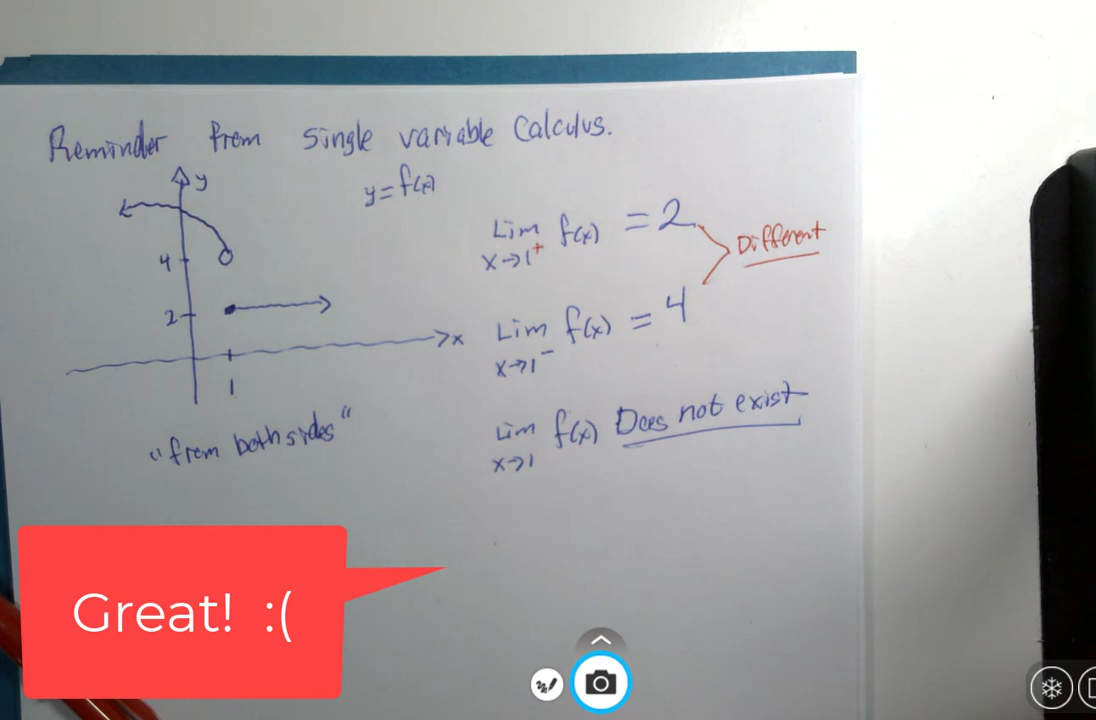 Reminder from single variable Calculus.
y
y = f(x)
4
2
x
1
Lim f(x) = 2
x→1⁺
Different
Lim f(x) = 4
x→1⁻
"from both sides"
Lim f(x) Does not exist
x→1
Great! :(